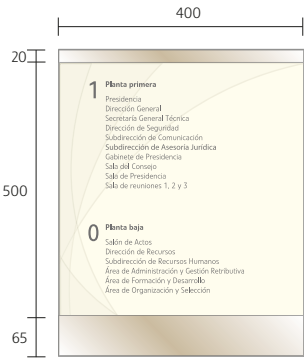 400
20
1 Planta primera
Presidencia
Dirección General
Secretaría General Técnica
Dirección de Seguridad
Subdirección de Comunicación
Subdirección de Asesoría Jurídica
Gabinete de Presidencia
Sala del Consejo
Sala de Presidencia
Sala de reuniones 1, 2 y 3
500
0 Planta baja
Salón de Actos
Dirección de Recursos
Subdirección de Recursos Humanos
Área de Administración y Gestión Retributiva
Área de Formación y Desarrollo
Área de Organización y Selección
65